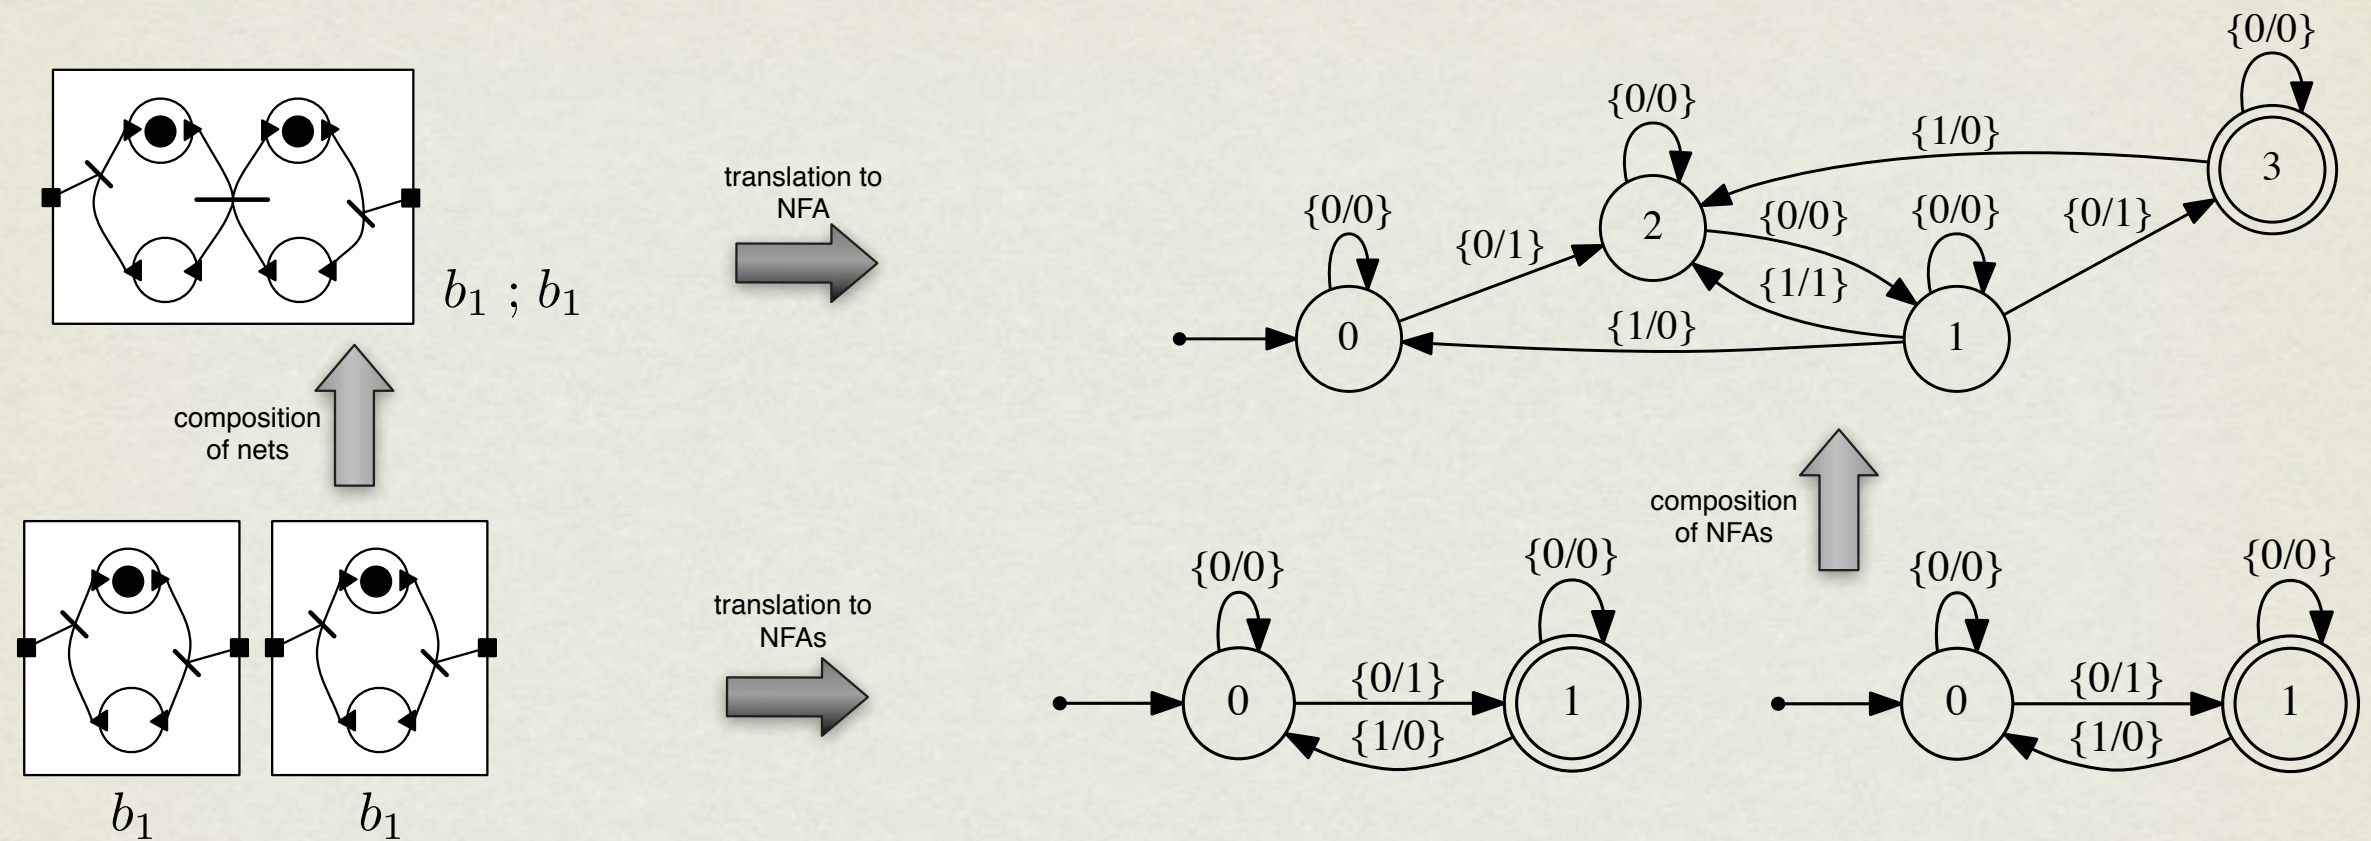 {0/0}
{0/0}
{1/0}
3
translation to
NFA
{0/0}
2
{0/0}
{0/0}
{0/1}
{0/1}
b₁ ; b₁
{1/1}
0
{1/0}
1
composition
of nets
composition
of NFAs
{0/0}
{0/0}
{0/0}
{0/0}
translation to
NFAs
0
{0/1}
1
{1/0}
0
{0/1}
1
{1/0}
b₁
b₁